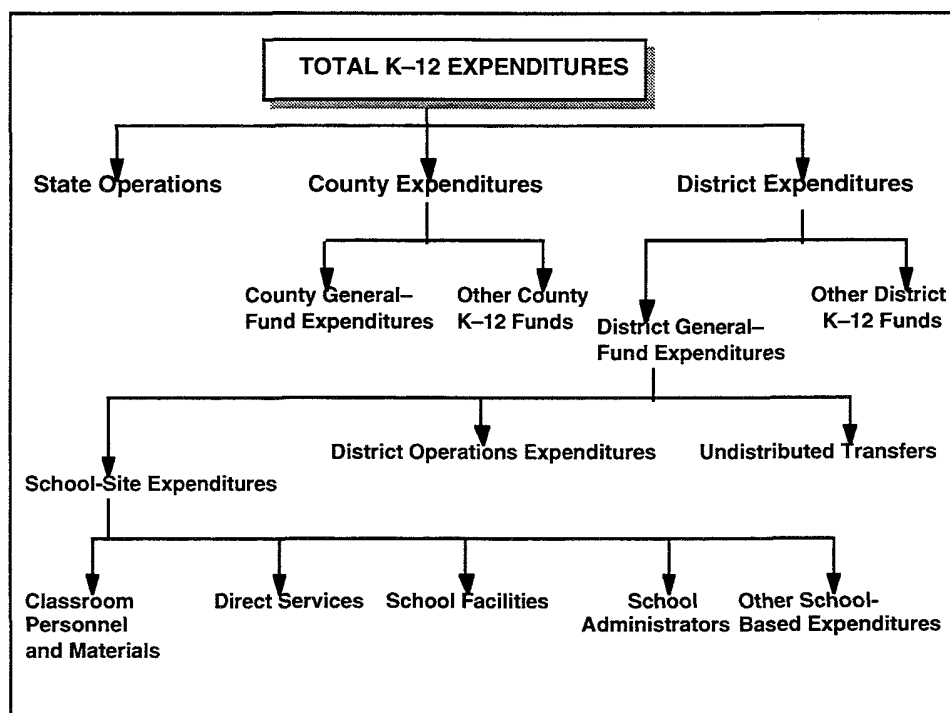 TOTAL K–12 EXPENDITURES
State Operations
County Expenditures
District Expenditures
County General–
Fund Expenditures
Other County
K–12 Funds
District General–
Fund Expenditures
Other District
K–12 Funds
School-Site Expenditures
District Operations Expenditures
Undistributed Transfers
Classroom
Personnel
and Materials
Direct Services
School Facilities
School
Administrators
Other School-
Based Expenditures